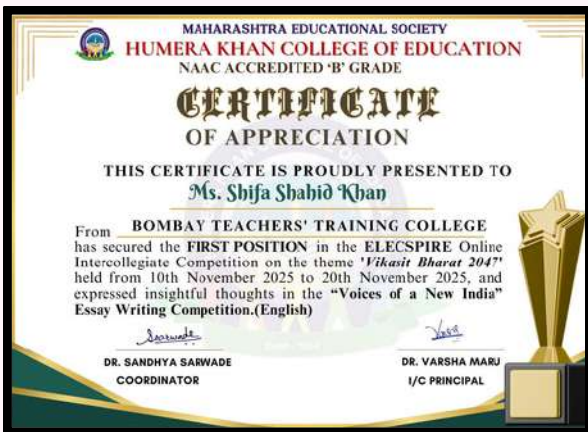 MAHARASHTRA EDUCATIONAL SOCIETY
HUMERA KHAN COLLEGE OF EDUCATION
NAAC ACCREDITED ‘B’ GRADE
CERTIFICATE
OF APPRECIATION
THIS CERTIFICATE IS PROUDLY PRESENTED TO
Ms. Shifa Shahid Khan
From BOMBAY TEACHERS' TRAINING COLLEGE
has secured the FIRST POSITION in the ELECSPIRE Online
Intercollegiate Competition on the theme 'Vikasit Bharat 2047'
held from 10th November 2025 to 20th November 2025, and
expressed insightful thoughts in the “Voices of a New India”
Essay Writing Competition.(English)
DR. SANDHYA SARWADE
COORDINATOR
DR. VARSHA MARU
I/C PRINCIPAL